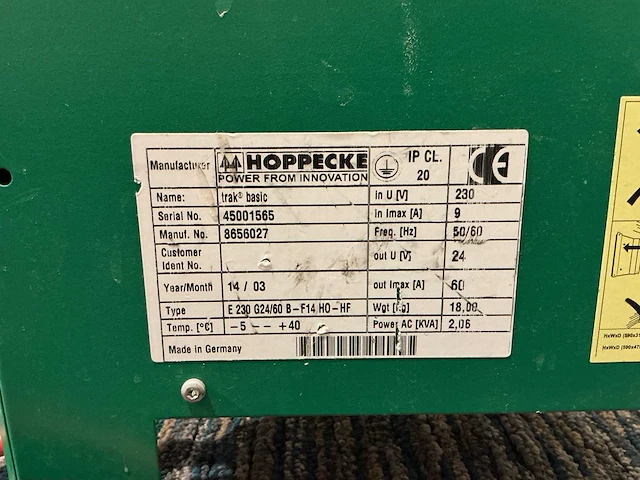 Manufacturer HOPPECKE IP CL. CE
POWER FROM INNOVATION 20
Name: trak® basic in U [V] 230
Serial No. 45001565 in Imax [A] 9
Manuf. No. 8656027 Freq. [Hz] 50/60
Customer
Ident No. out U [V] 24
Year/Month 14 / 03 out Imax [A] 60
Type E 230 G24/60 B-F14 HO-HF Wgt [kg] 18,00
Temp. [°C] -5 -- +40 Power AC [KVA] 2,06
Made in Germany